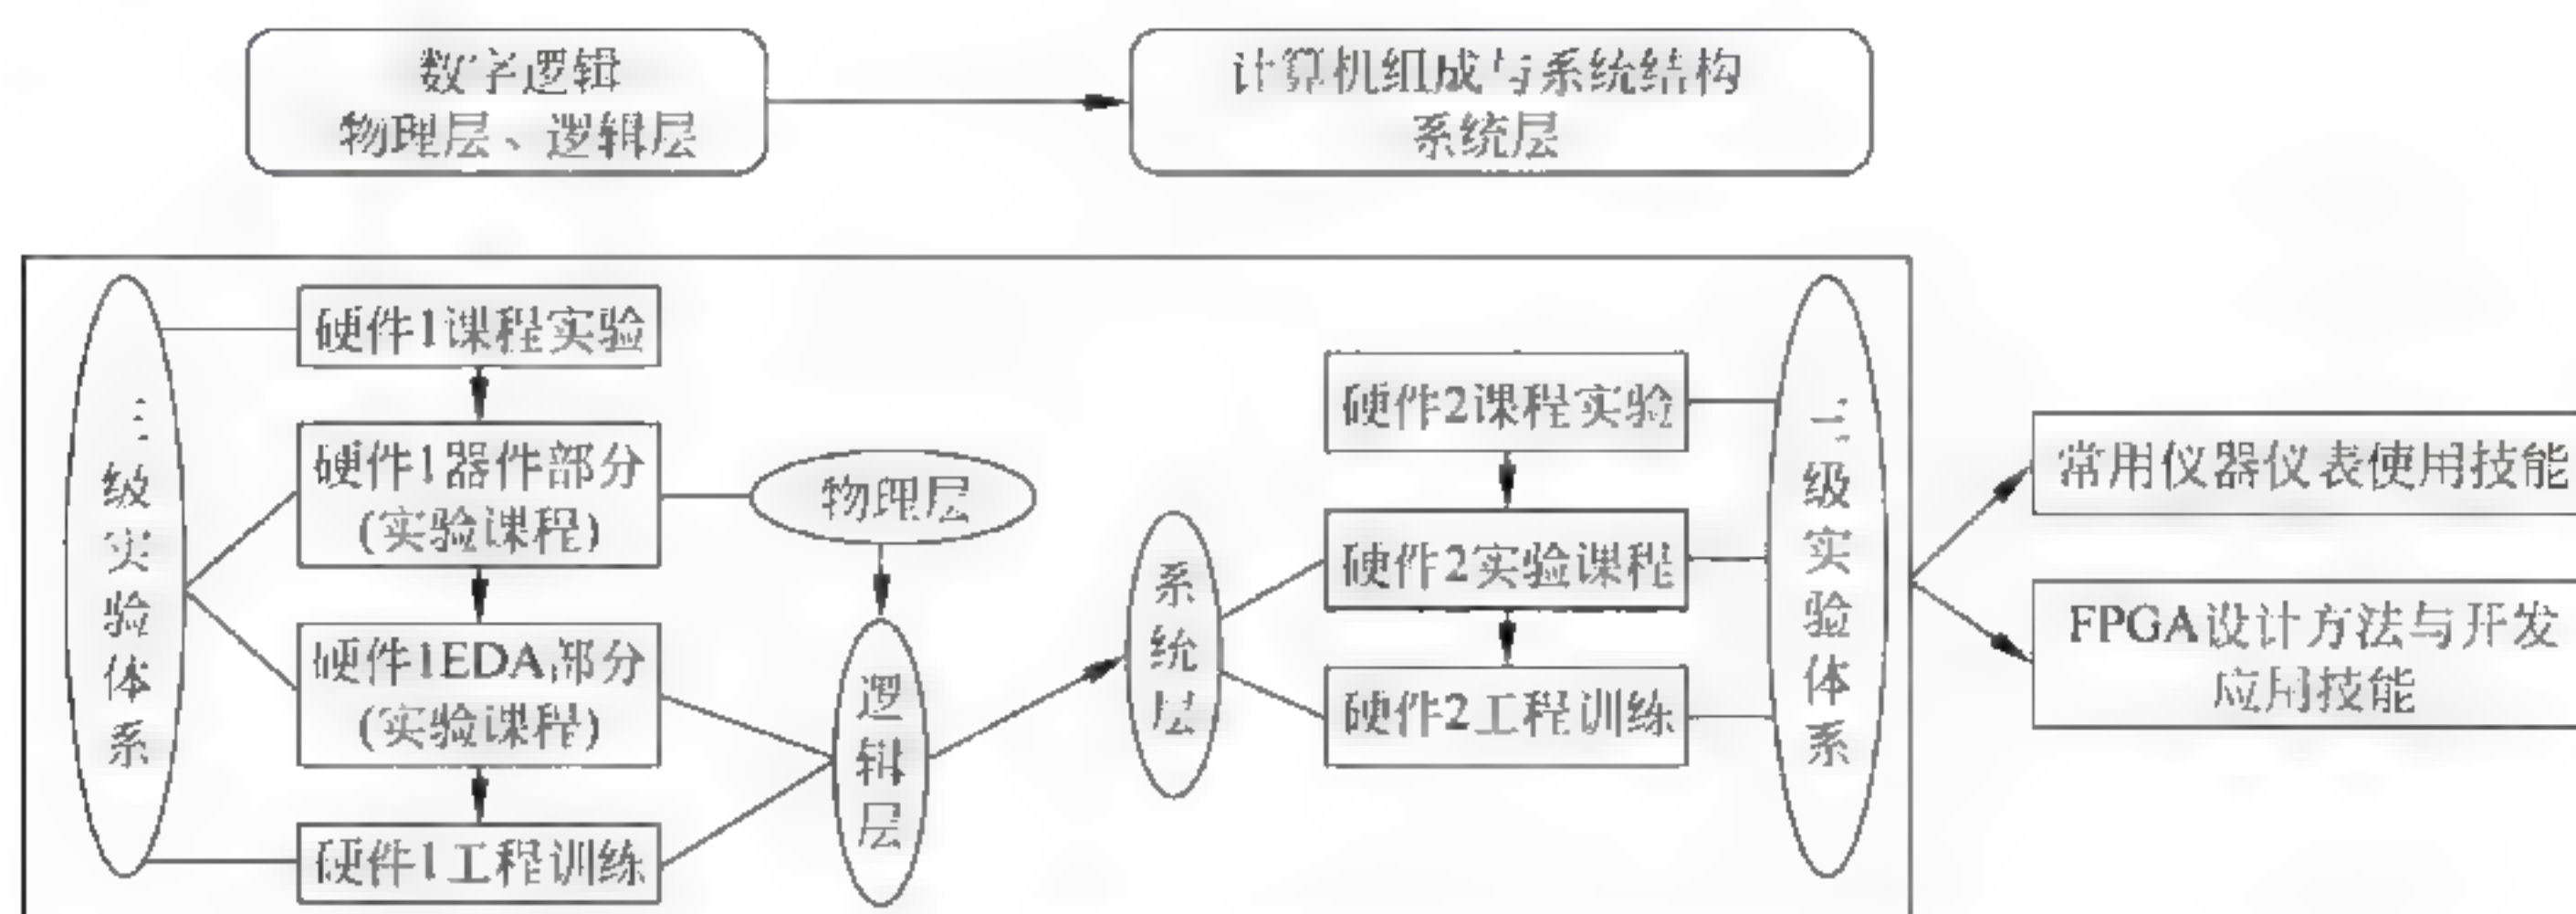 数字逻辑
物理层、逻辑层
计算机组成与系统结构
系统层
三级实验体系
硬件1课程实验
硬件1器件部分
(实验课程)
硬件1EDA部分
(实验课程)
硬件1工程训练
物理层
逻辑层
系统层
硬件2课程实验
硬件2实验课程
硬件2工程训练
三级实验体系
常用仪器仪表使用技能
FPGA设计方法与开发
应用技能